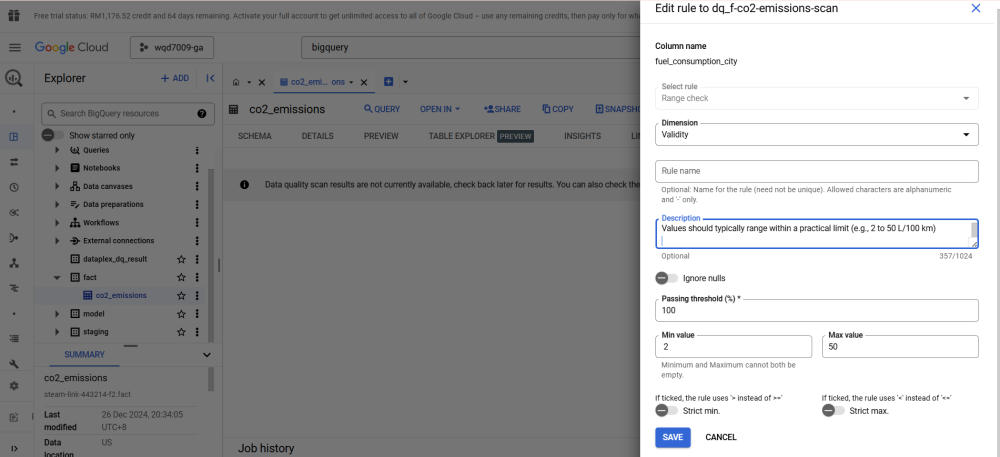 Free trial status: RM1,176.52 credit and 64 days remaining. Activate your full account to get unlimited access to all of Google Cloud – use any remaining credits, then pay only for wh
Google Cloud
wqd7009-ga
bigquery
Explorer
+ ADD
Search BigQuery resources
Show starred only
Queries
Notebooks
Data canvases
Data preparations
Workflows
External connections
dataplex_dq_result
fact
co2_emissions
model
staging
SUMMARY
co2_emissions
steam-link-443214-f2.fact
Last modified
26 Dec 2024, 20:34:05 UTC+8
Data location
US
co2_emi... ons
co2_emissions
QUERY
OPEN IN
SHARE
COPY
SNAPSHO
SCHEMA
DETAILS
PREVIEW
TABLE EXPLORER PREVIEW
INSIGHTS
LI
Data quality scan results are not currently available, check back later for results. You can also check the
Job history
Edit rule to dq_f-co2-emissions-scan
Column name
fuel_consumption_city
Select rule
Range check
Dimension
Validity
Rule name
Optional: Name for the rule (need not be unique). Allowed characters are alphanumeric
and '-' only.
Description
Values should typically range within a practical limit (e.g., 2 to 50 L/100 km)
Optional
357/1024
Ignore nulls
Passing threshold (%) *
100
Min value
2
Max value
50
Minimum and Maximum cannot both be
empty.
If ticked, the rule uses '>' instead of '>='
Strict min.
If ticked, the rule uses '<' instead of '<='
Strict max.
SAVE
CANCEL